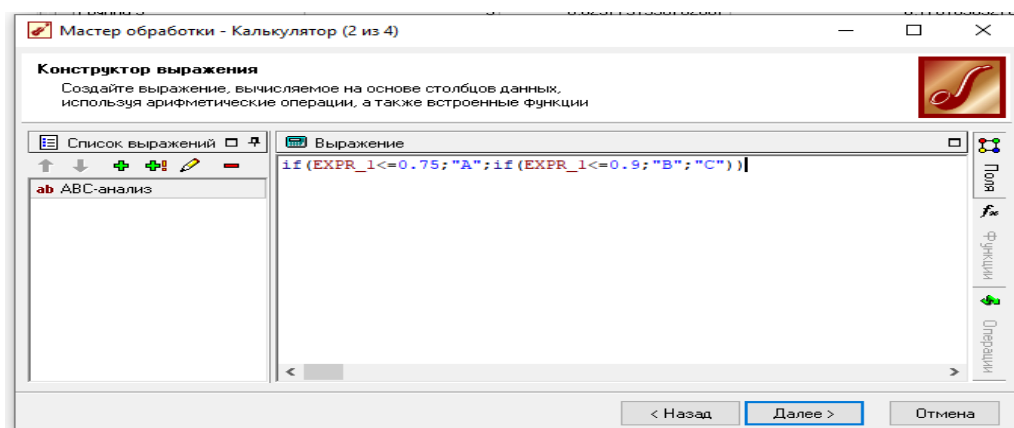 Мастер обработки - Калькулятор (2 из 4)
Конструктор выражения
Создайте выражение, вычисляемое на основе столбцов данных,
используя арифметические операции, а также встроенные функции
Список выражений
Выражение
if(EXPR_1<=0.75;"A";if(EXPR_1<=0.9;"B";"C"))
ab ABC-анализ
Поля
fx Функции
Операции
< Назад
Далее >
Отмена